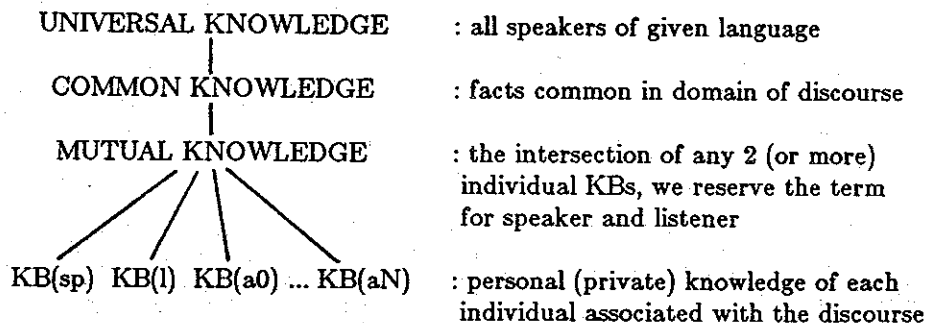 UNIVERSAL KNOWLEDGE : all speakers of given language
COMMON KNOWLEDGE : facts common in domain of discourse
MUTUAL KNOWLEDGE : the intersection of any 2 (or more)
individual KBs, we reserve the term
for speaker and listener
KB(sp) KB(l) KB(a0) ... KB(aN) : personal (private) knowledge of each
individual associated with the discourse